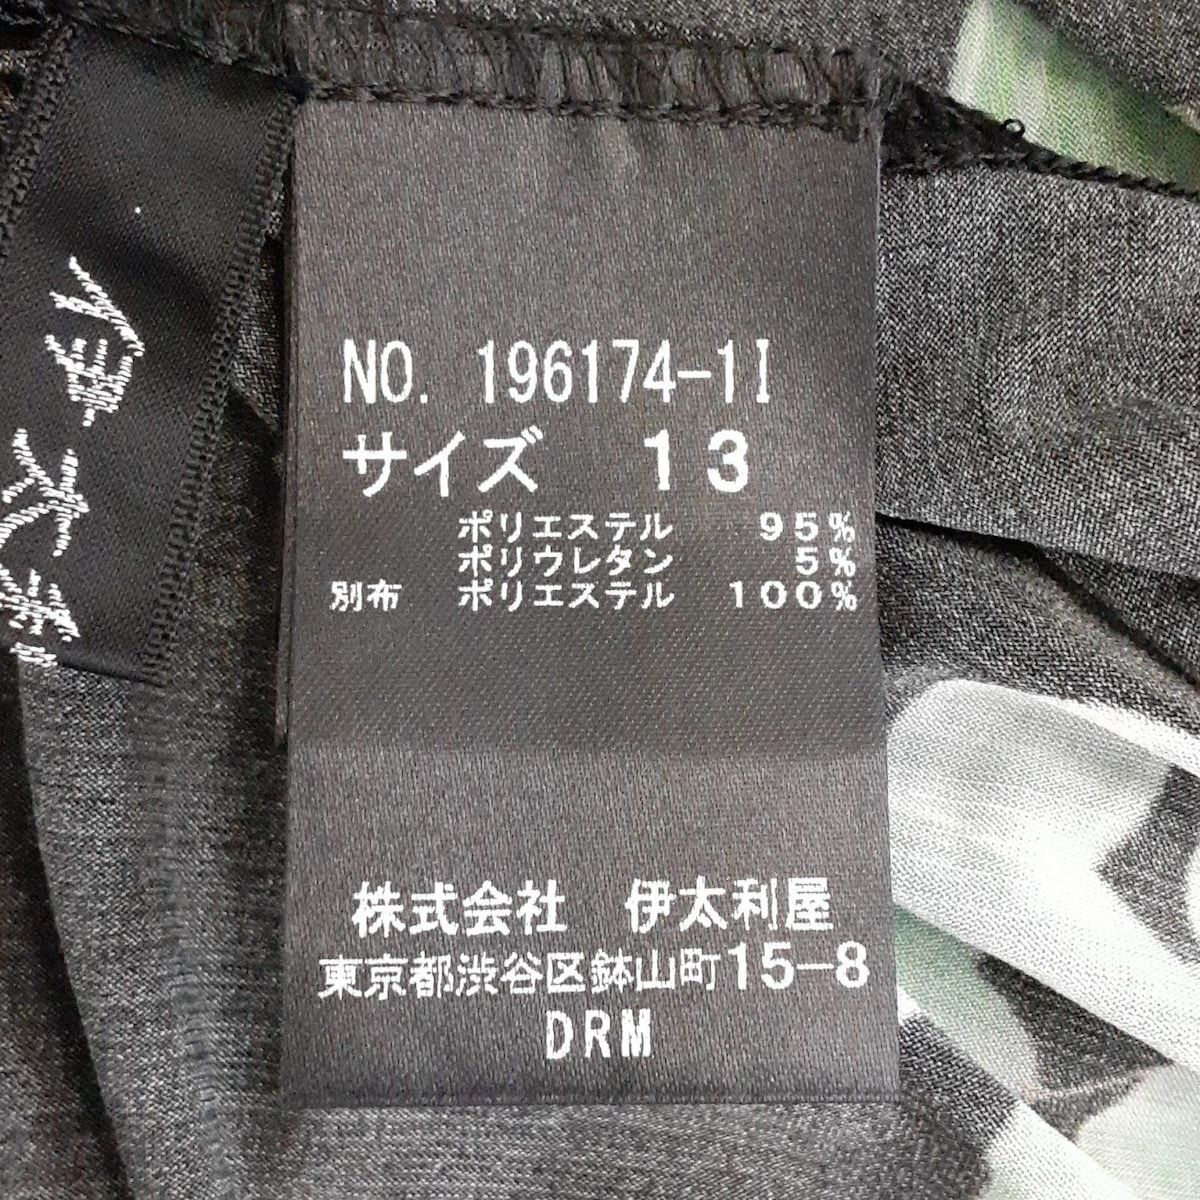 NO. 196174-1I
サイズ 13
ポリエステル 95%
ポリウレタン 5%
別布 ポリエステル 100%
株式会社 伊太利屋
東京都渋谷区鉢山町15-8
DRM